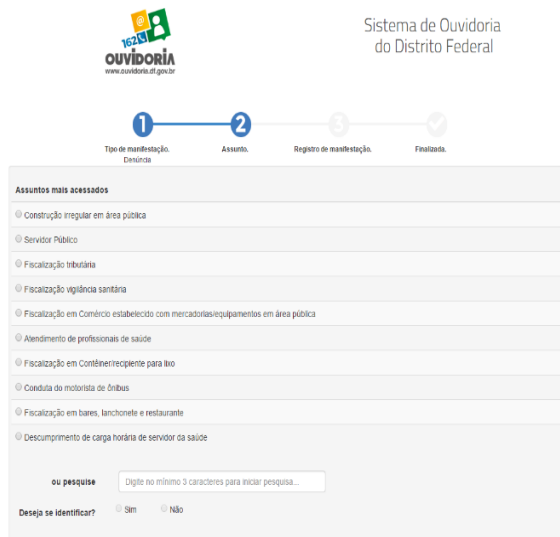 @
162
OUVIDORIA
www.ouvidoria.df.gov.br
Sistema de Ouvidoria
do Distrito Federal
1
2
3
Tipo de manifestação.
Denúncia
Assunto.
Registro de manifestação.
Finalizada.
Assuntos mais acessados
Construção irregular em área pública
Servidor Público
Fiscalização tributária
Fiscalização vigilância sanitária
Fiscalização em Comércio estabelecido com mercadorias/equipamentos em área pública
Atendimento de profissionais de saúde
Fiscalização em Contêiner/recipiente para lixo
Conduta do motorista de ônibus
Fiscalização em bares, lanchonete e restaurante
Descumprimento de carga horária de servidor da saúde
ou pesquise
Digite no mínimo 3 caracteres para iniciar pesquisa...
Deseja se identificar?
Sim
Não